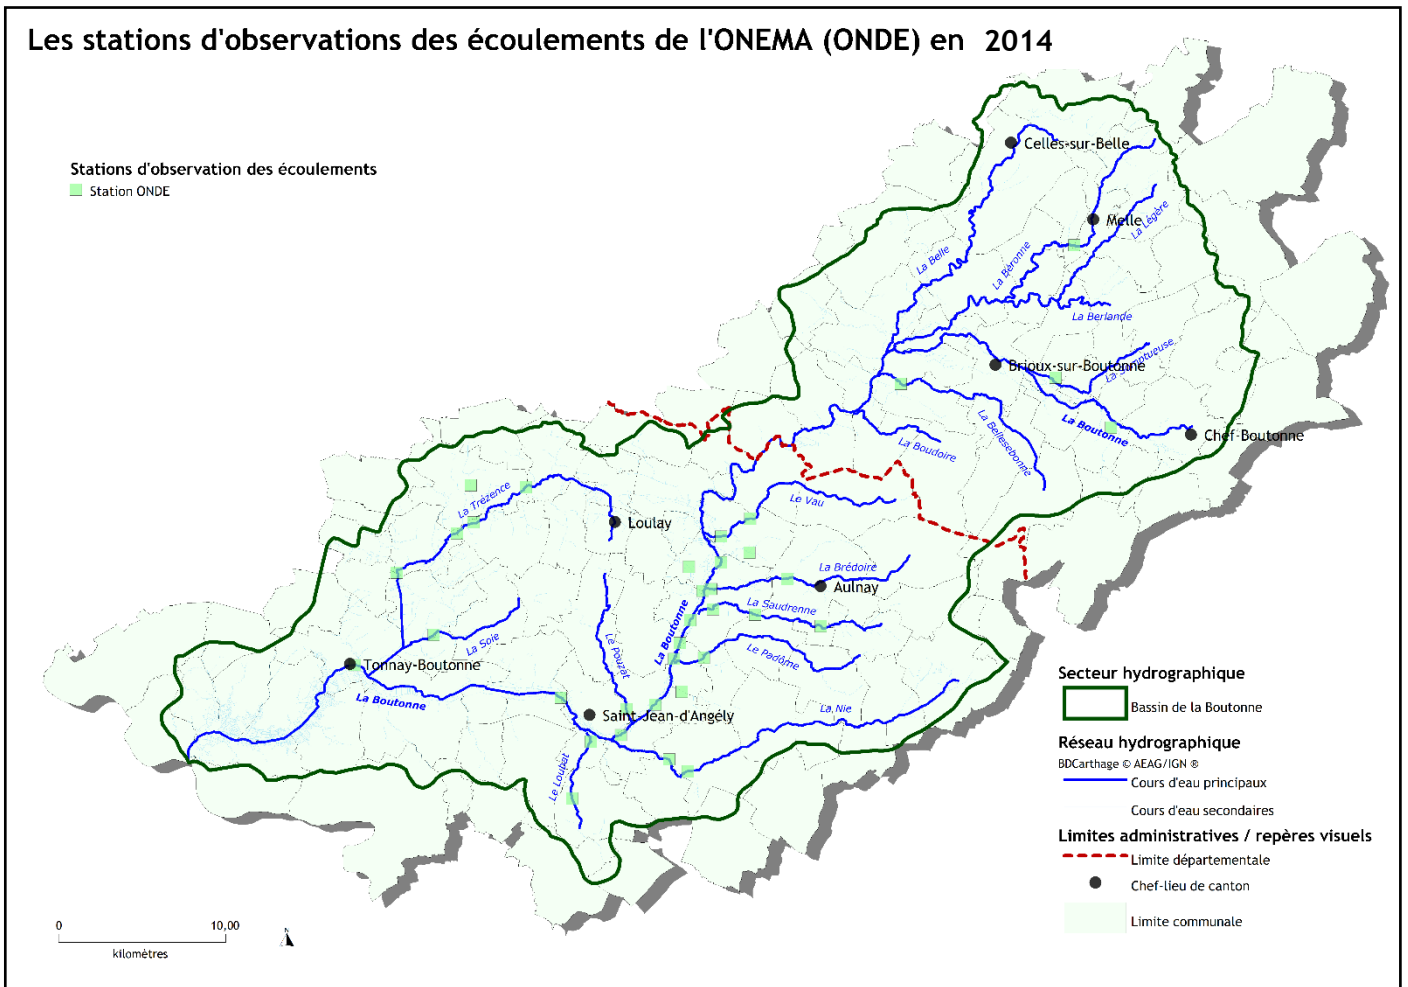 Les stations d'observations des écoulements de l'ONEMA (ONDE) en 2014
Stations d'observation des écoulements
Station ONDE
Celles-sur-Belle
Melle
La Légère
La Belle
La Béronne
La Berlande
La Somptueuse
Brioux-sur-Boutonne
La Boutonne
Chef-Boutonne
La Bellesebonne
La Boudoire
La Trézence
Loulay
Le Vau
La Brédoire
Aulnay
La Saudrenne
La Boutonne
Le Padôme
Le Pouzat
La Soie
Tonnay-Boutonne
La Boutonne
Saint-Jean-d'Angély
La Nie
Le Loubat
Secteur hydrographique
Bassin de la Boutonne
Réseau hydrographique
BDCarthage © AEAG/IGN ®
Cours d'eau principaux
Cours d'eau secondaires
Limites administratives / repères visuels
Limite départementale
Chef-lieu de canton
Limite communale
0 10,00
kilomètres
N